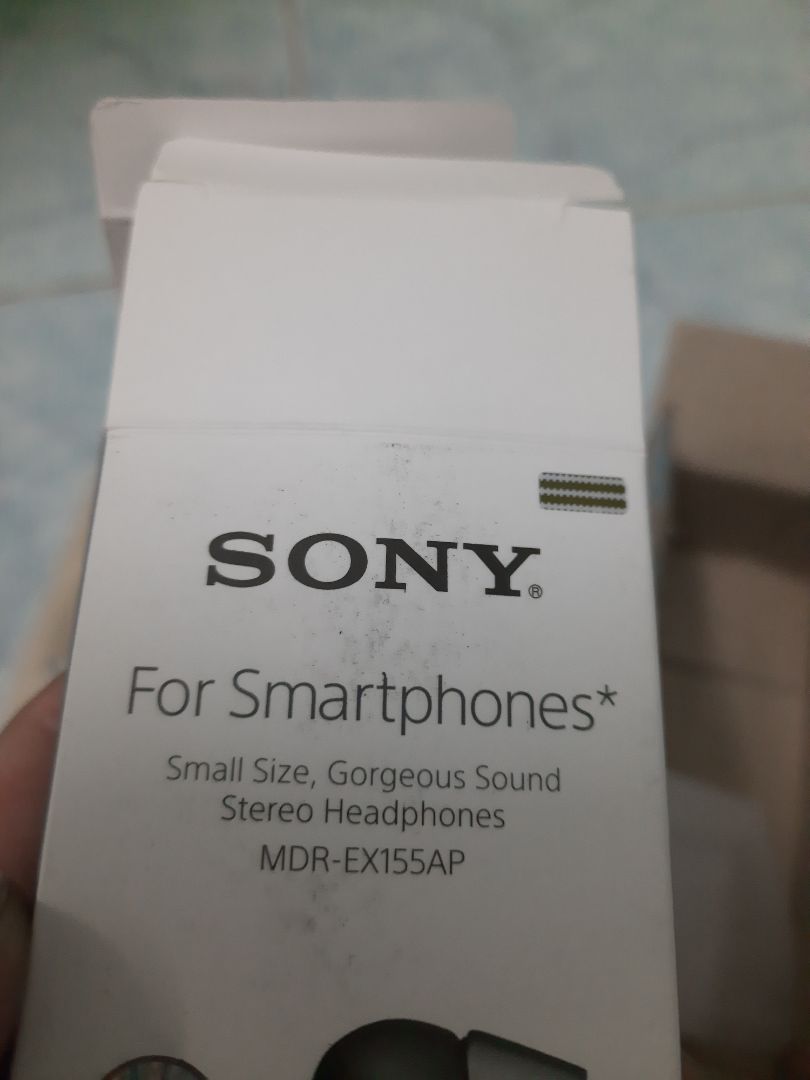 SONY®
For Smartphones*
Small Size, Gorgeous Sound
Stereo Headphones
MDR-EX155AP